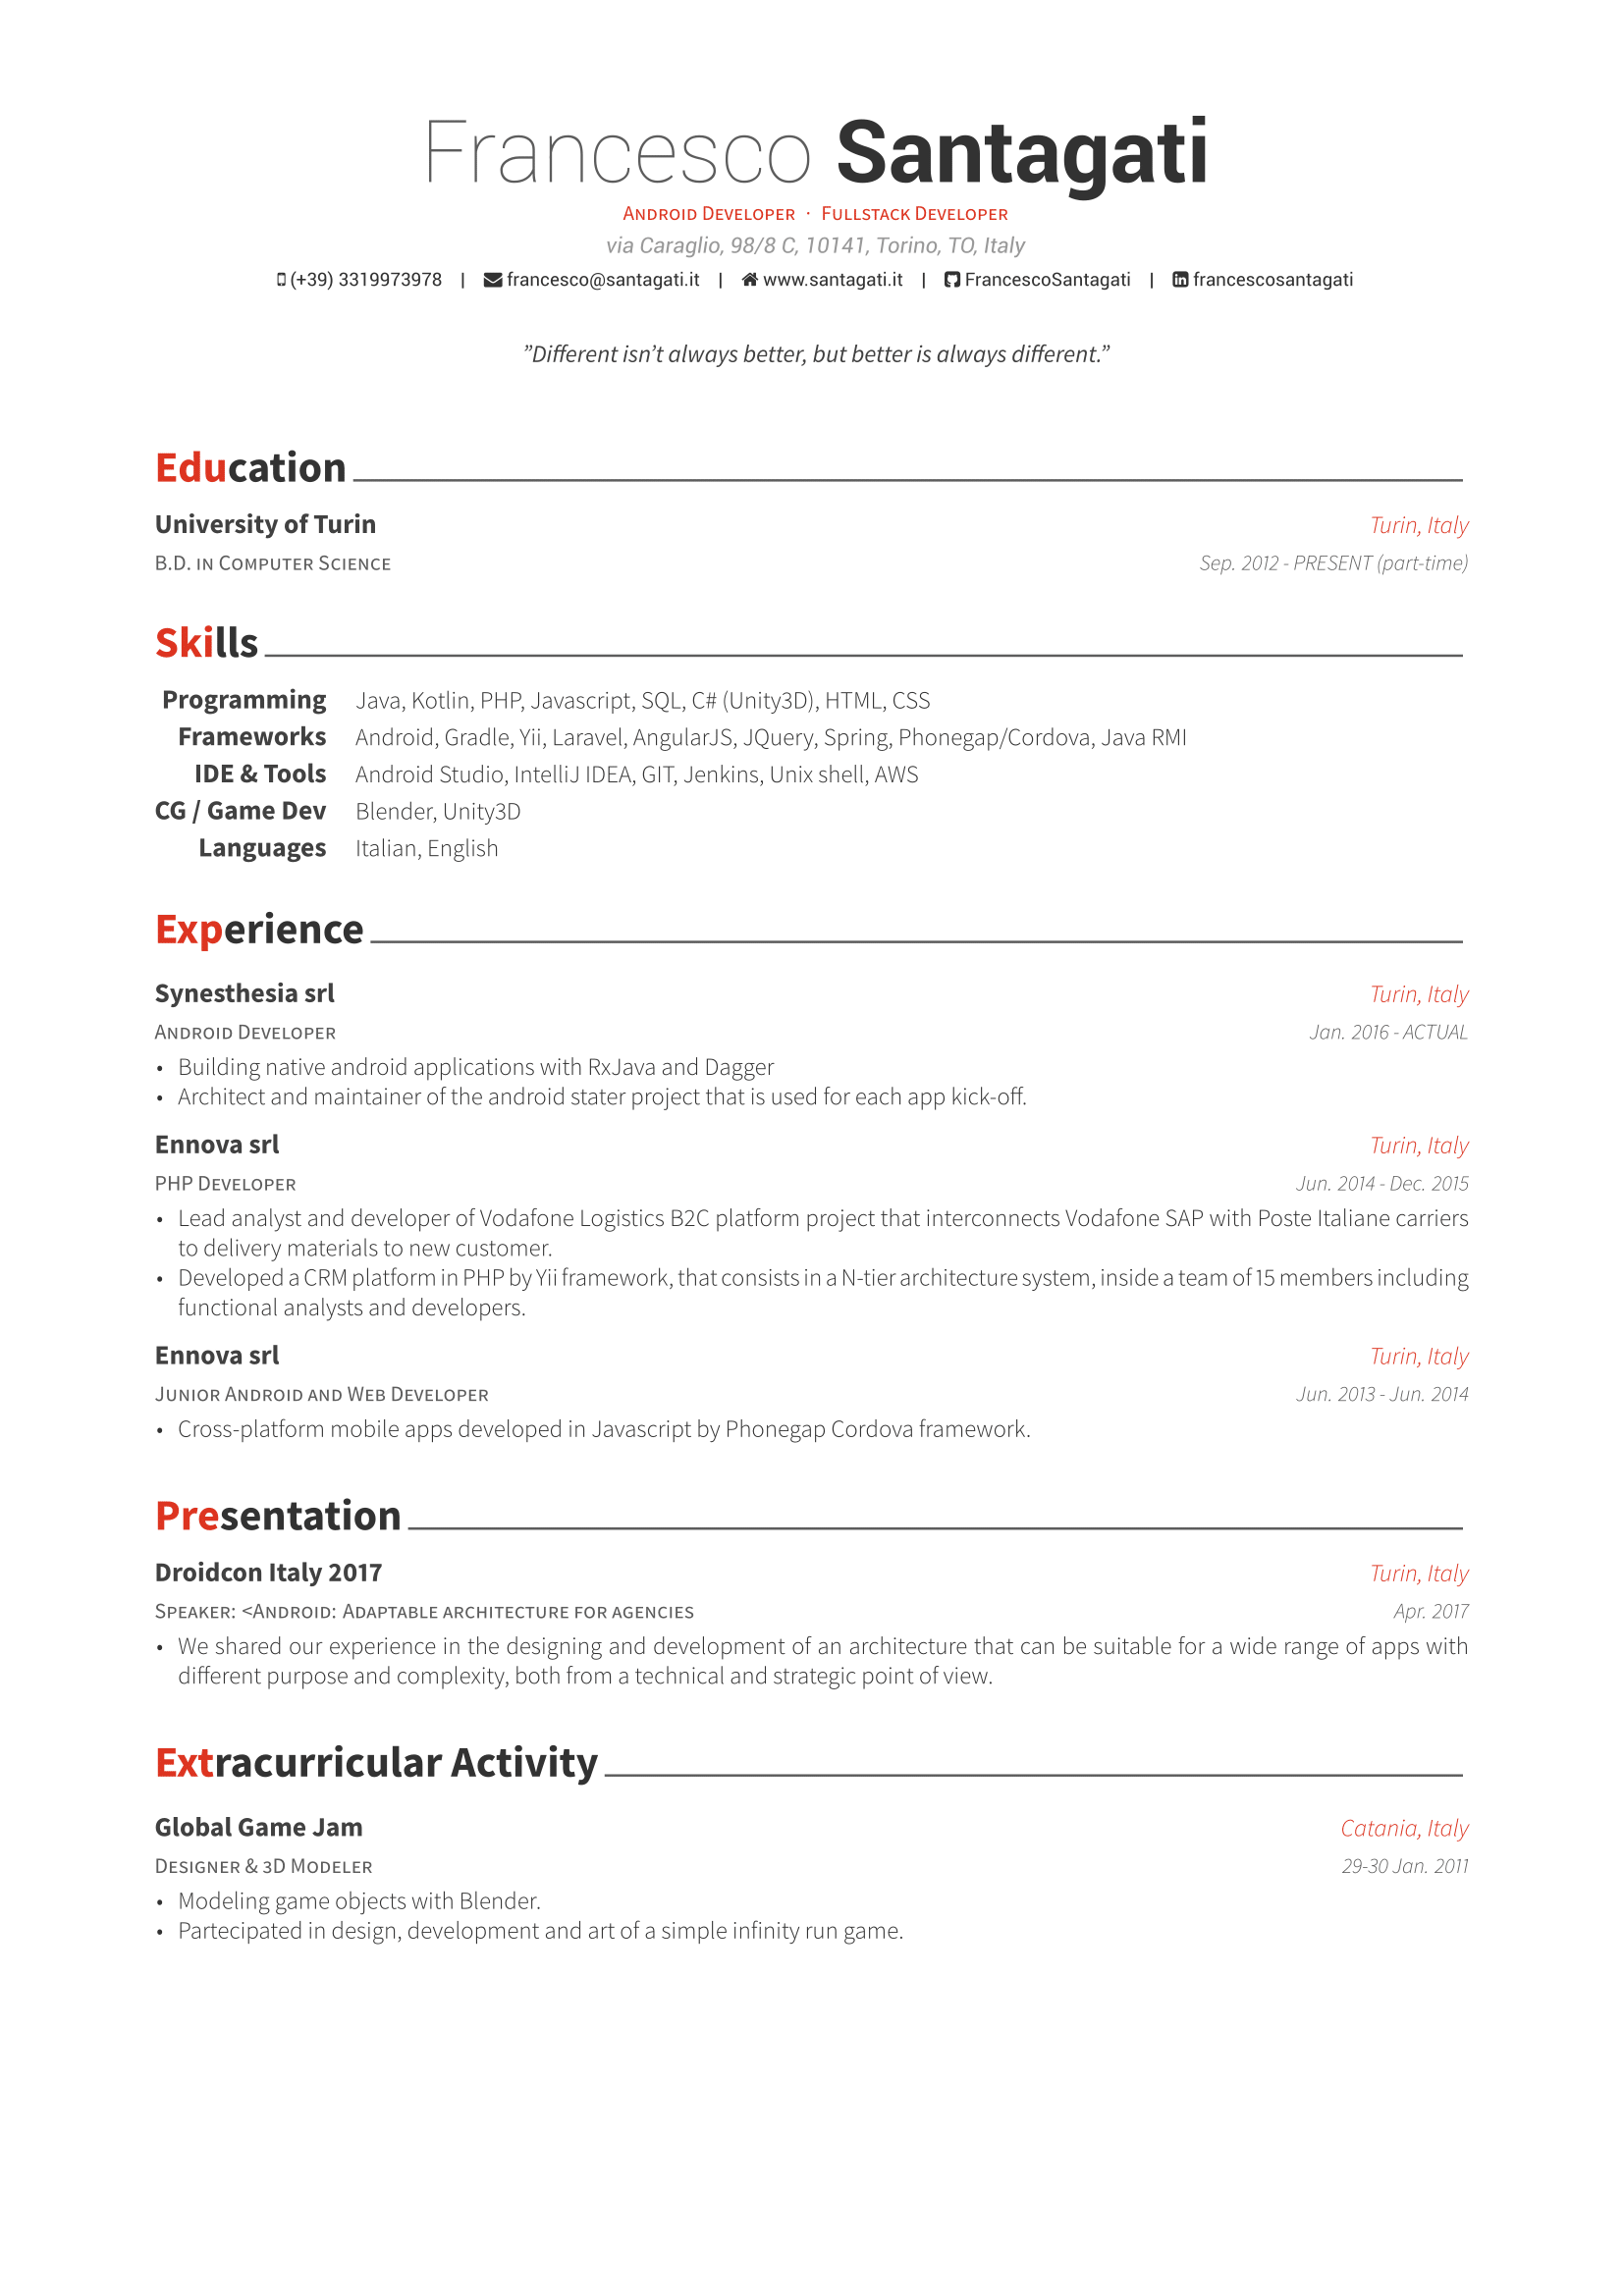 Francesco Santagati
Android Developer · Fullstack Developer
via Caraglio, 98/8 C, 10141, Torino, TO, Italy
(+39) 3319973978 | francesco@santagati.it | www.santagati.it | FrancescoSantagati | francescosantagati
”Different isn’t always better, but better is always different.”
Education
University of Turin Turin, Italy
B.D. in Computer Science Sep. 2012 - PRESENT (part-time)
Skills
Programming Java, Kotlin, PHP, Javascript, SQL, C# (Unity3D), HTML, CSS
Frameworks Android, Gradle, Yii, Laravel, AngularJS, JQuery, Spring, Phonegap/Cordova, Java RMI
IDE & Tools Android Studio, IntelliJ IDEA, GIT, Jenkins, Unix shell, AWS
CG / Game Dev Blender, Unity3D
Languages Italian, English
Experience
Synesthesia srl Turin, Italy
Android Developer Jan. 2016 - ACTUAL
• Building native android applications with RxJava and Dagger
• Architect and maintainer of the android stater project that is used for each app kick-off.
Ennova srl Turin, Italy
PHP Developer Jun. 2014 - Dec. 2015
• Lead analyst and developer of Vodafone Logistics B2C platform project that interconnects Vodafone SAP with Poste Italiane carriers
to delivery materials to new customer.
• Developed a CRM platform in PHP by Yii framework, that consists in a N-tier architecture system, inside a team of 15 members including
functional analysts and developers.
Ennova srl Turin, Italy
Junior Android and Web Developer Jun. 2013 - Jun. 2014
• Cross-platform mobile apps developed in Javascript by Phonegap Cordova framework.
Presentation
Droidcon Italy 2017 Turin, Italy
Speaker: <Android: Adaptable architecture for agencies Apr. 2017
• We shared our experience in the designing and development of an architecture that can be suitable for a wide range of apps with
different purpose and complexity, both from a technical and strategic point of view.
Extracurricular Activity
Global Game Jam Catania, Italy
Designer & 3D Modeler 29-30 Jan. 2011
• Modeling game objects with Blender.
• Partecipated in design, development and art of a simple infinity run game.